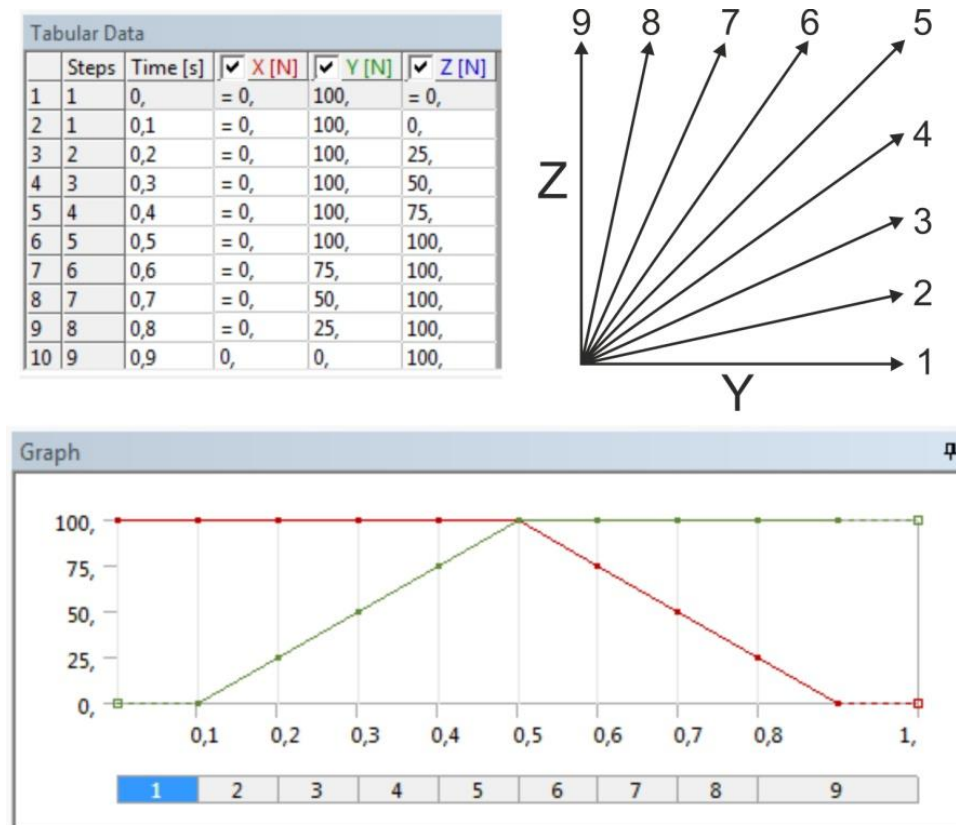 Tabular Data
Steps Time [s] X [N] Y [N] Z [N]
1 1 0, = 0, 100, = 0,
2 1 0,1 = 0, 100, 0,
3 2 0,2 = 0, 100, 25,
4 3 0,3 = 0, 100, 50,
5 4 0,4 = 0, 100, 75,
6 5 0,5 = 0, 100, 100,
7 6 0,6 = 0, 75, 100,
8 7 0,7 = 0, 50, 100,
9 8 0,8 = 0, 25, 100,
10 9 0,9 0, 0, 100,
9 8 7 6 5
4
Z
3
2
1
Y
Graph
100,
75,
50,
25,
0,
0,1 0,2 0,3 0,4 0,5 0,6 0,7 0,8 1,
1 2 3 4 5 6 7 8 9